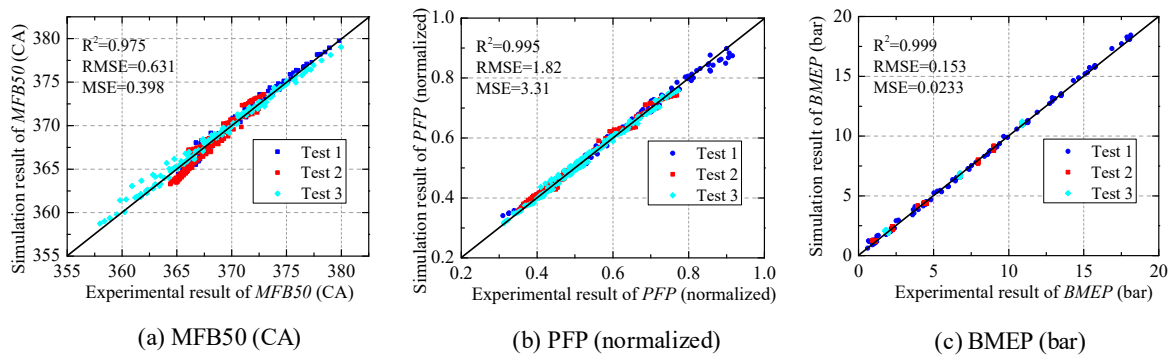 380
375
370
365
360
355
Simulation result of MFB50 (CA)
R²=0.975
RMSE=0.631
MSE=0.398
Test 1
Test 2
Test 3
355 360 365 370 375 380
Experimental result of MFB50 (CA)
(a) MFB50 (CA)
1.0
0.8
0.6
0.4
0.2
Simulation result of PFP (normalized)
R²=0.995
RMSE=1.82
MSE=3.31
Test 1
Test 2
Test 3
0.2 0.4 0.6 0.8 1.0
Experimental result of PFP (normalized)
(b) PFP (normalized)
20
15
10
5
0
Simulation result of BMEP (bar)
R²=0.999
RMSE=0.153
MSE=0.0233
Test 1
Test 2
Test 3
0 5 10 15 20
Experimental result of BMEP (bar)
(c) BMEP (bar)